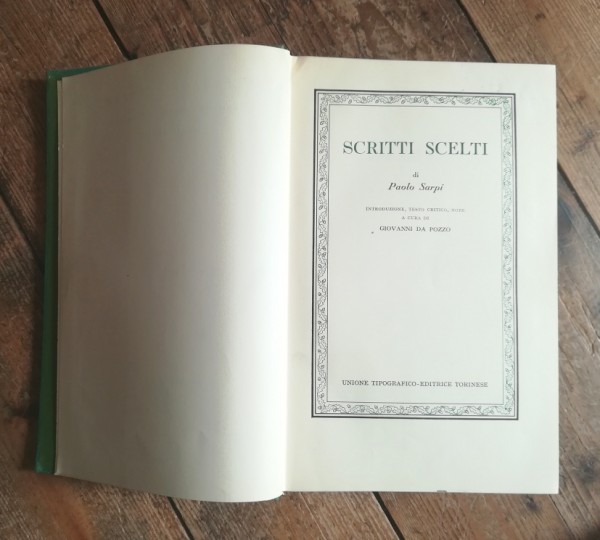 SCRITTI SCELTI
di
Paolo Sarpi
INTRODUZIONE, TESTO CRITICO, NOTE
A CURA DI
GIOVANNI DA POZZO
UNIONE TIPOGRAFICO-EDITRICE TORINESE